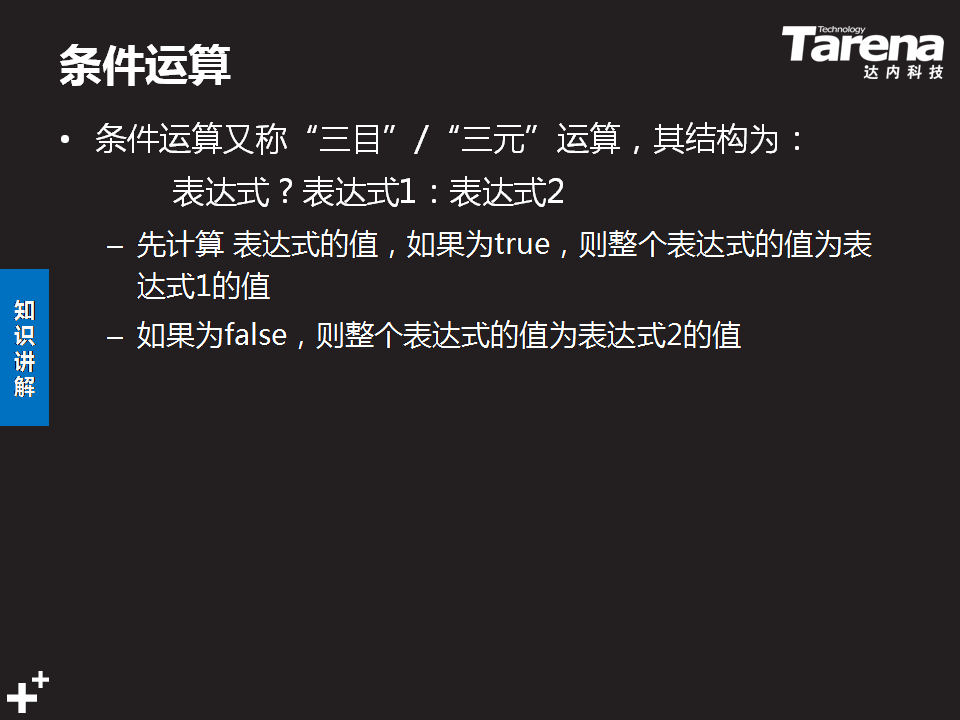 条件运算
Technology
Tarena
达内科技
• 条件运算又称“三目”/“三元”运算，其结构为：
表达式？表达式1：表达式2
– 先计算 表达式的值，如果为true，则整个表达式的值为表
达式1的值
– 如果为false，则整个表达式的值为表达式2的值
知
识
讲
解